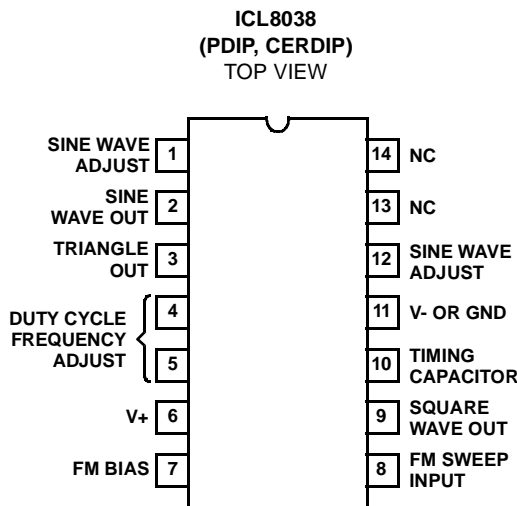 ICL8038
(PDIP, CERDIP)
TOP VIEW
SINE WAVE
ADJUST
1
SINE
WAVE OUT
2
TRIANGLE
OUT
3
DUTY CYCLE
FREQUENCY
ADJUST
4
5
V+
6
FM BIAS
7
14
NC
13
NC
12
SINE WAVE
ADJUST
11
V- OR GND
10
TIMING
CAPACITOR
9
SQUARE
WAVE OUT
8
FM SWEEP
INPUT